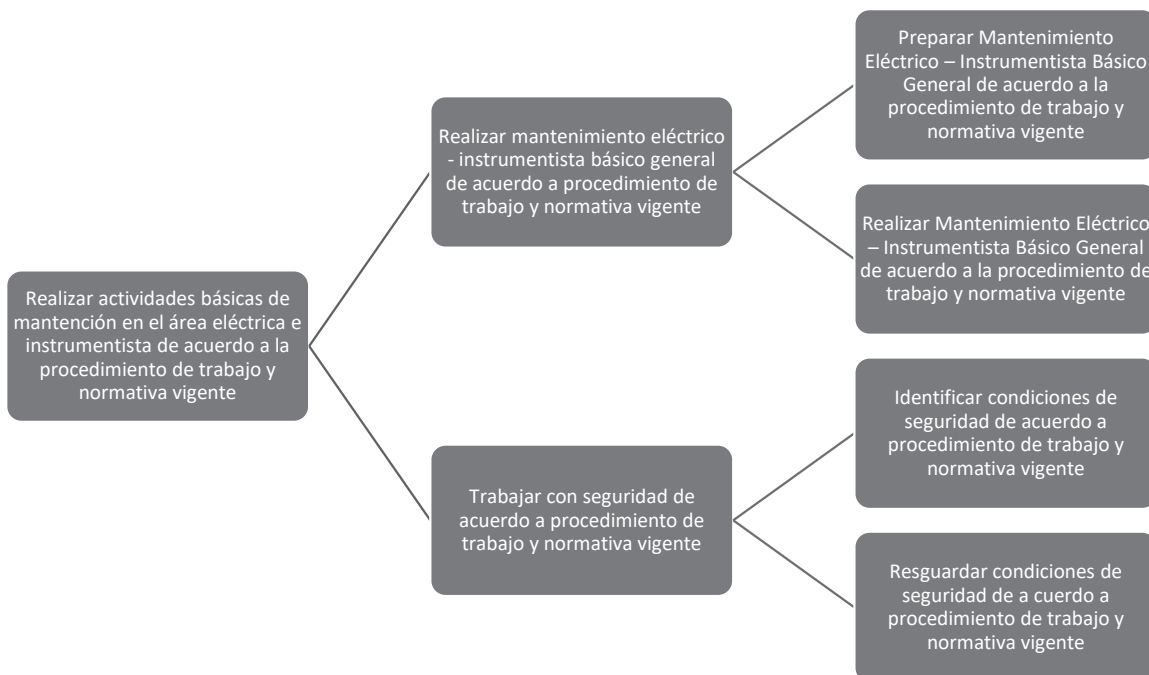 Realizar actividades básicas de
mantención en el área eléctrica e
instrumentista de acuerdo a la
procedimiento de trabajo y
normativa vigente
Realizar mantenimiento eléctrico
- instrumentista básico general
de acuerdo a procedimiento de
trabajo y normativa vigente
Preparar Mantenimiento
Eléctrico – Instrumentista Básico
General de acuerdo a la
procedimiento de trabajo y
normativa vigente
Realizar Mantenimiento Eléctrico
– Instrumentista Básico General
de acuerdo a la procedimiento de
trabajo y normativa vigente
Trabajar con seguridad de
acuerdo a procedimiento de
trabajo y normativa vigente
Identificar condiciones de
seguridad de acuerdo a
procedimiento de trabajo y
normativa vigente
Resguardar condiciones de
seguridad de a cuerdo a
procedimiento de trabajo y
normativa vigente